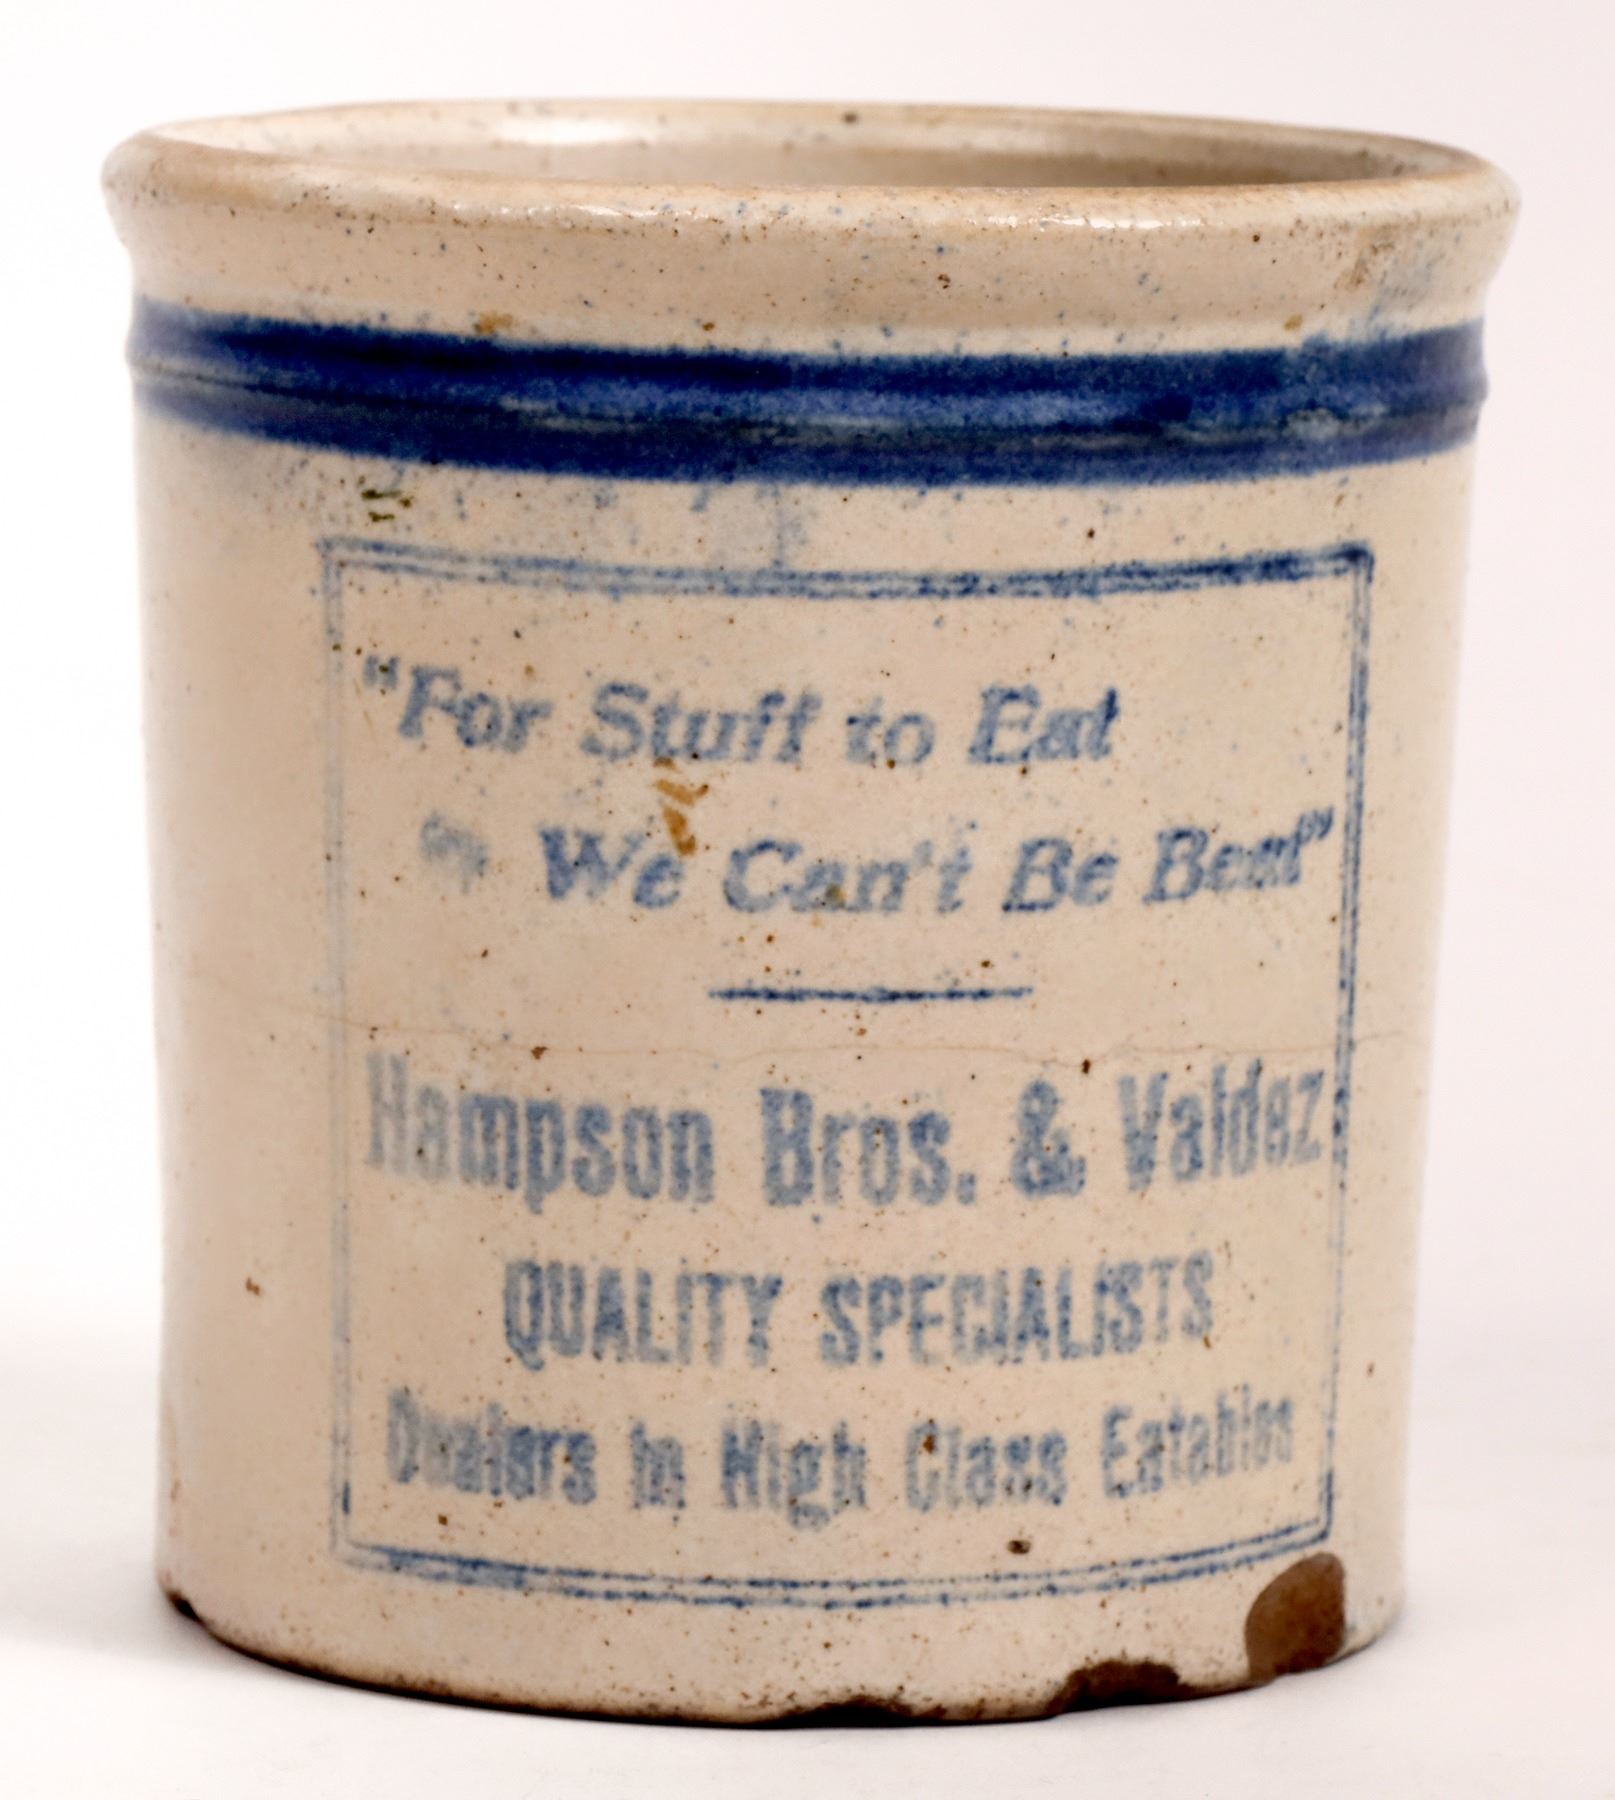 "For Stuff to Eat
We Can't Be Beat"
Hampson Bros. & Valdez
QUALITY SPECIALISTS
Dealers in High Class Eatables